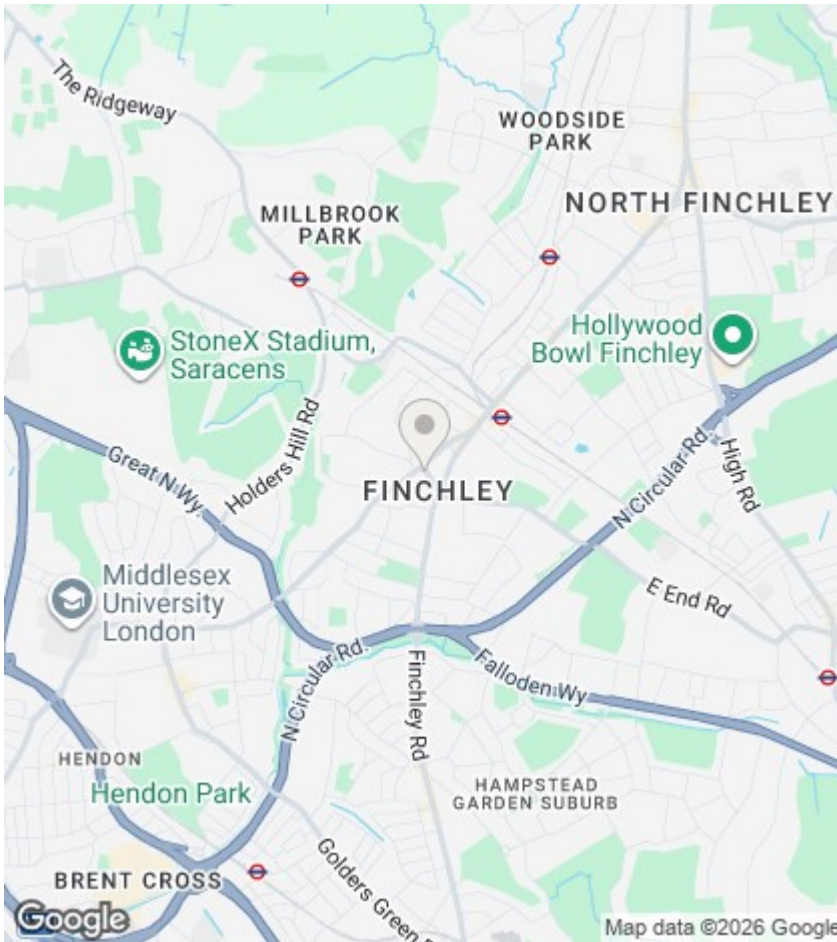 The Ridgeway
WOODSIDE
PARK
NORTH FINCHLEY
MILLBROOK
PARK
StoneX Stadium,
Saracens
Hollywood
Bowl Finchley
Holders Hill Rd
Great N Wy.
FINCHLEY
N Circular Rd.
High Rd
Middlesex
University
London
E End Rd
N Circular Rd.
Finchley Rd
Falloden Wy
HENDON
Hendon Park
HAMPSTEAD
GARDEN SUBURB
BRENT CROSS
Golders Green
Google
Map data ©2026 Google